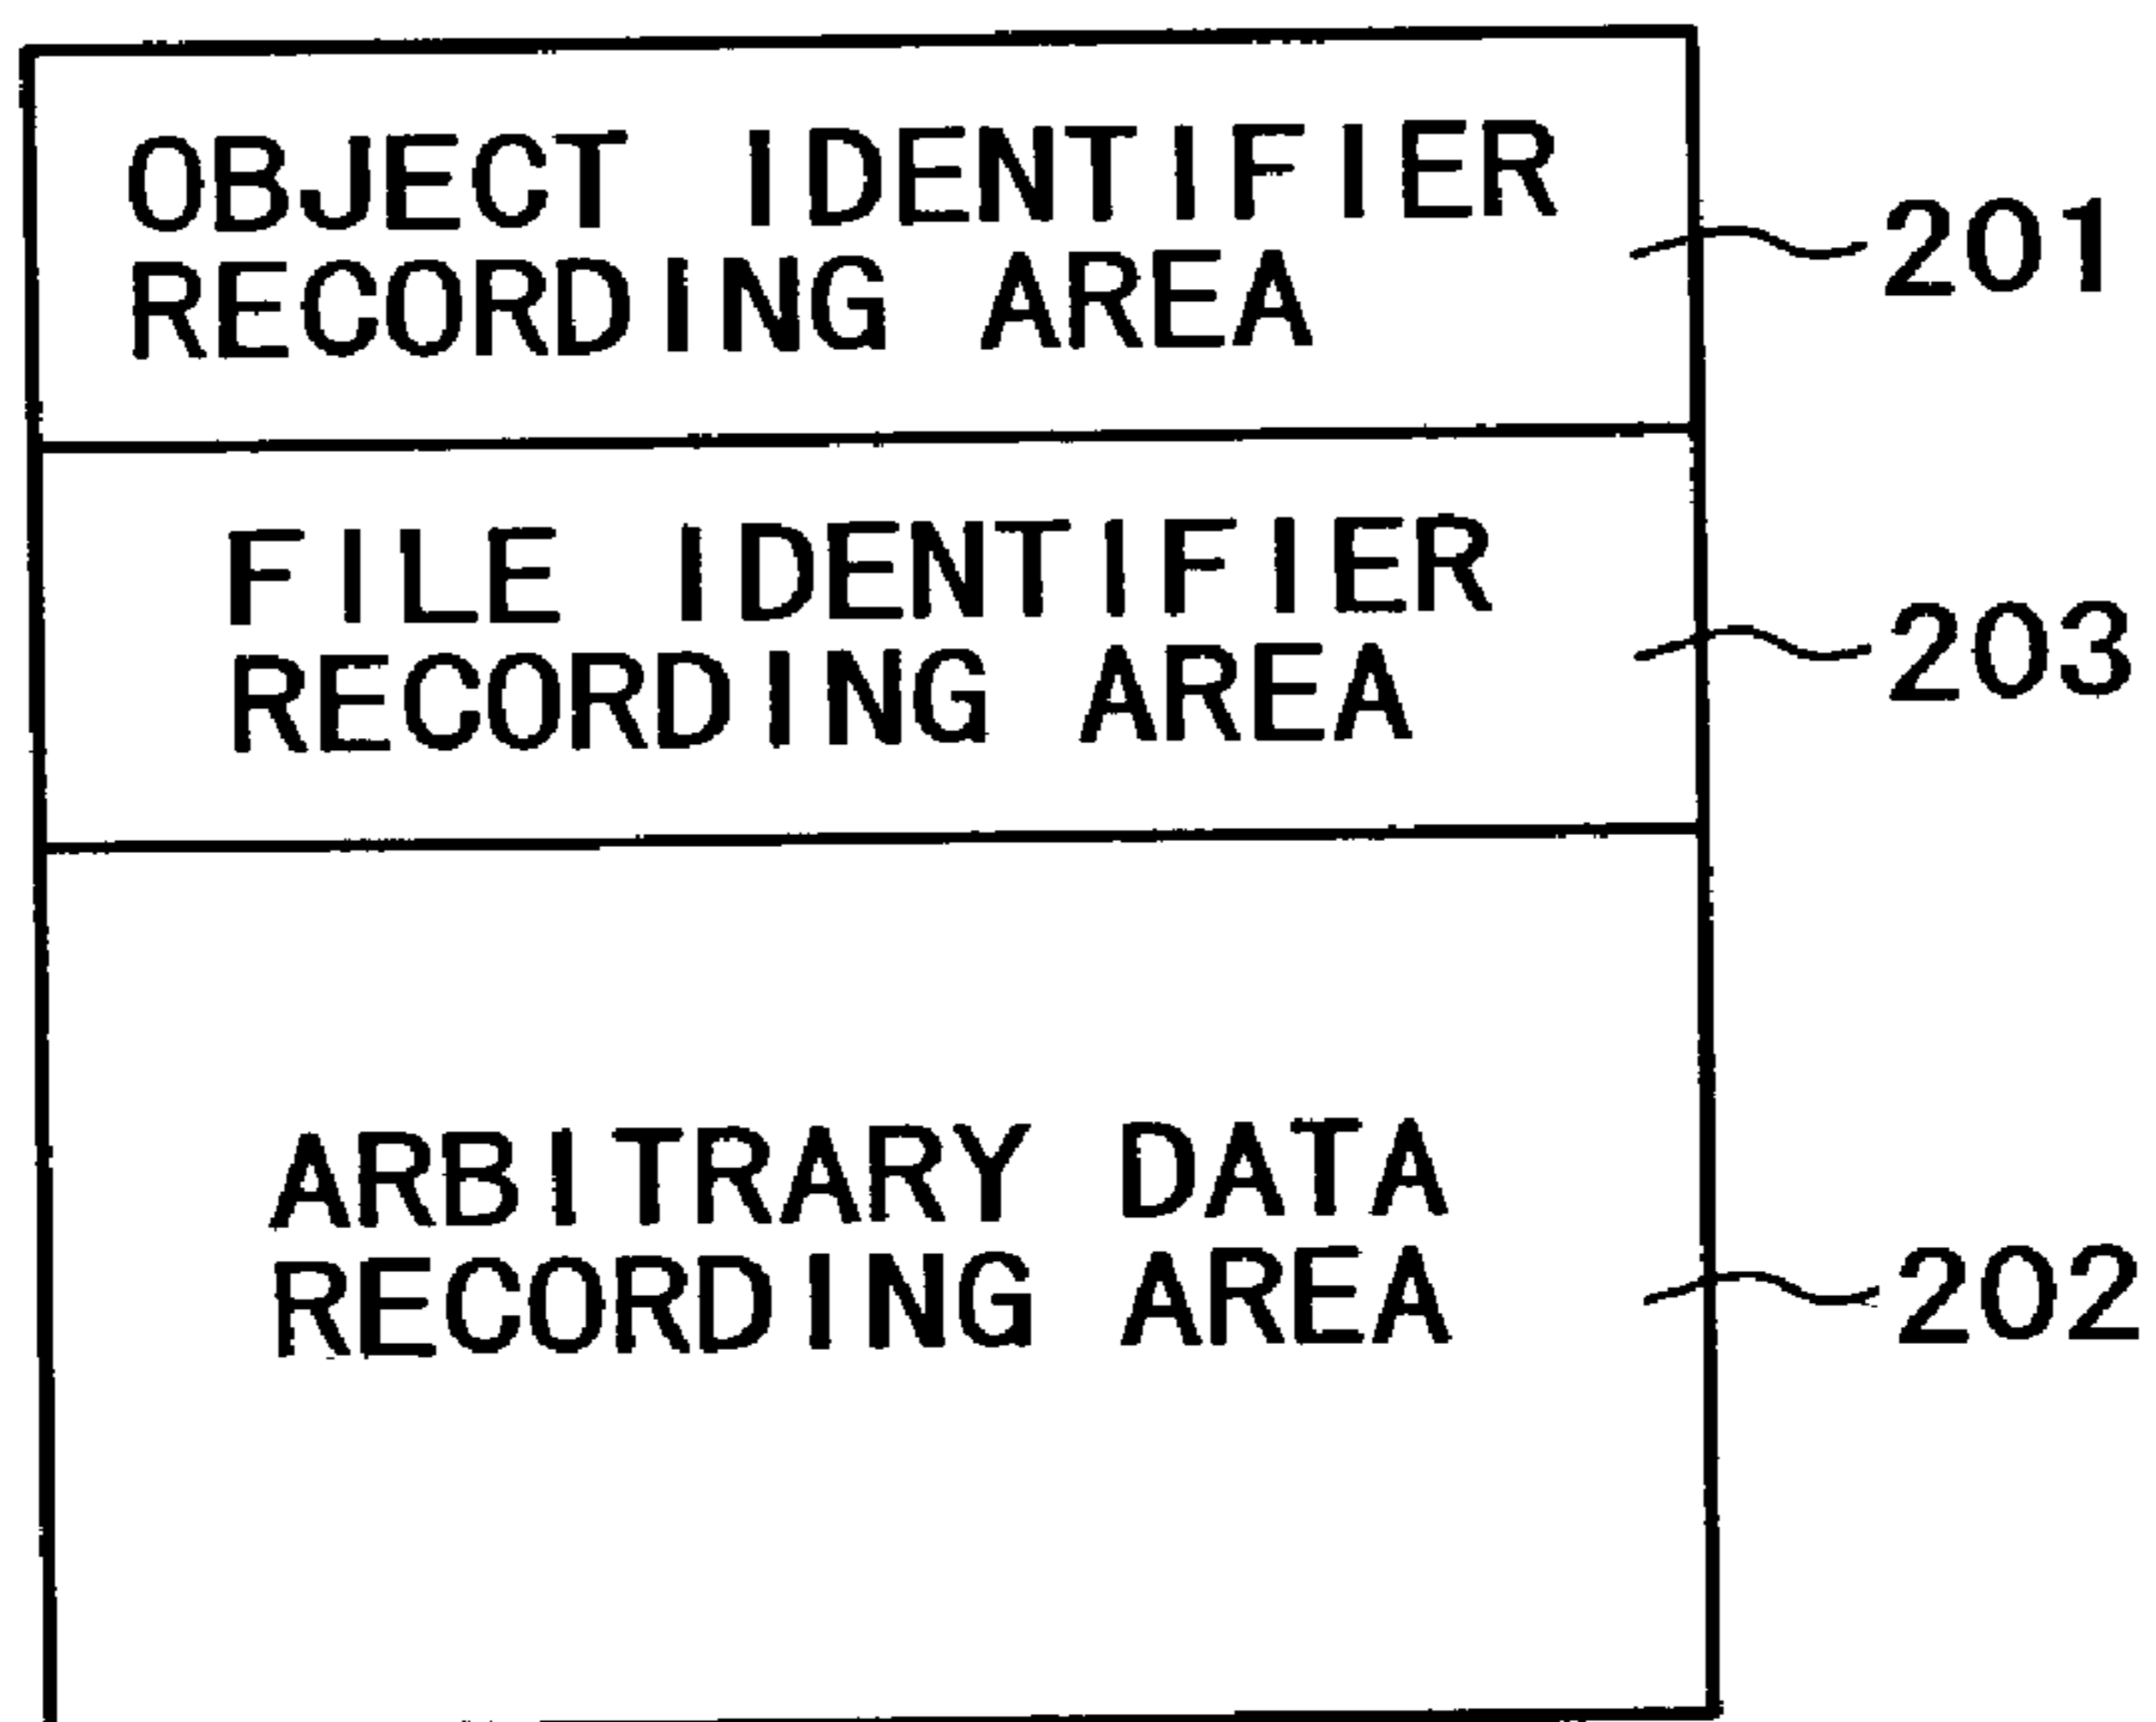 OBJECT IDENTIFIER
RECORDING AREA
201
FILE IDENTIFIER
RECORDING AREA
203
ARBITRARY DATA
RECORDING AREA
202